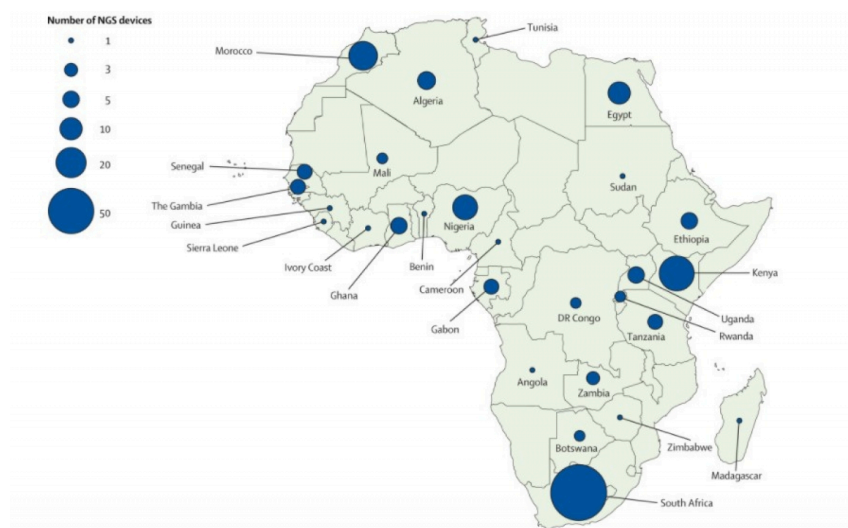 Number of NGS devices
1
3
5
10
20
50
Tunisia
Morocco
Algeria
Egypt
Senegal
Mali
Sudan
The Gambia
Guinea
Nigeria
Ethiopia
Sierra Leone
Ivory Coast
Benin
Kenya
Cameroon
Ghana
Gabon
DR Congo
Uganda
Rwanda
Tanzania
Angola
Zambia
Botswana
Zimbabwe
Madagascar
South Africa